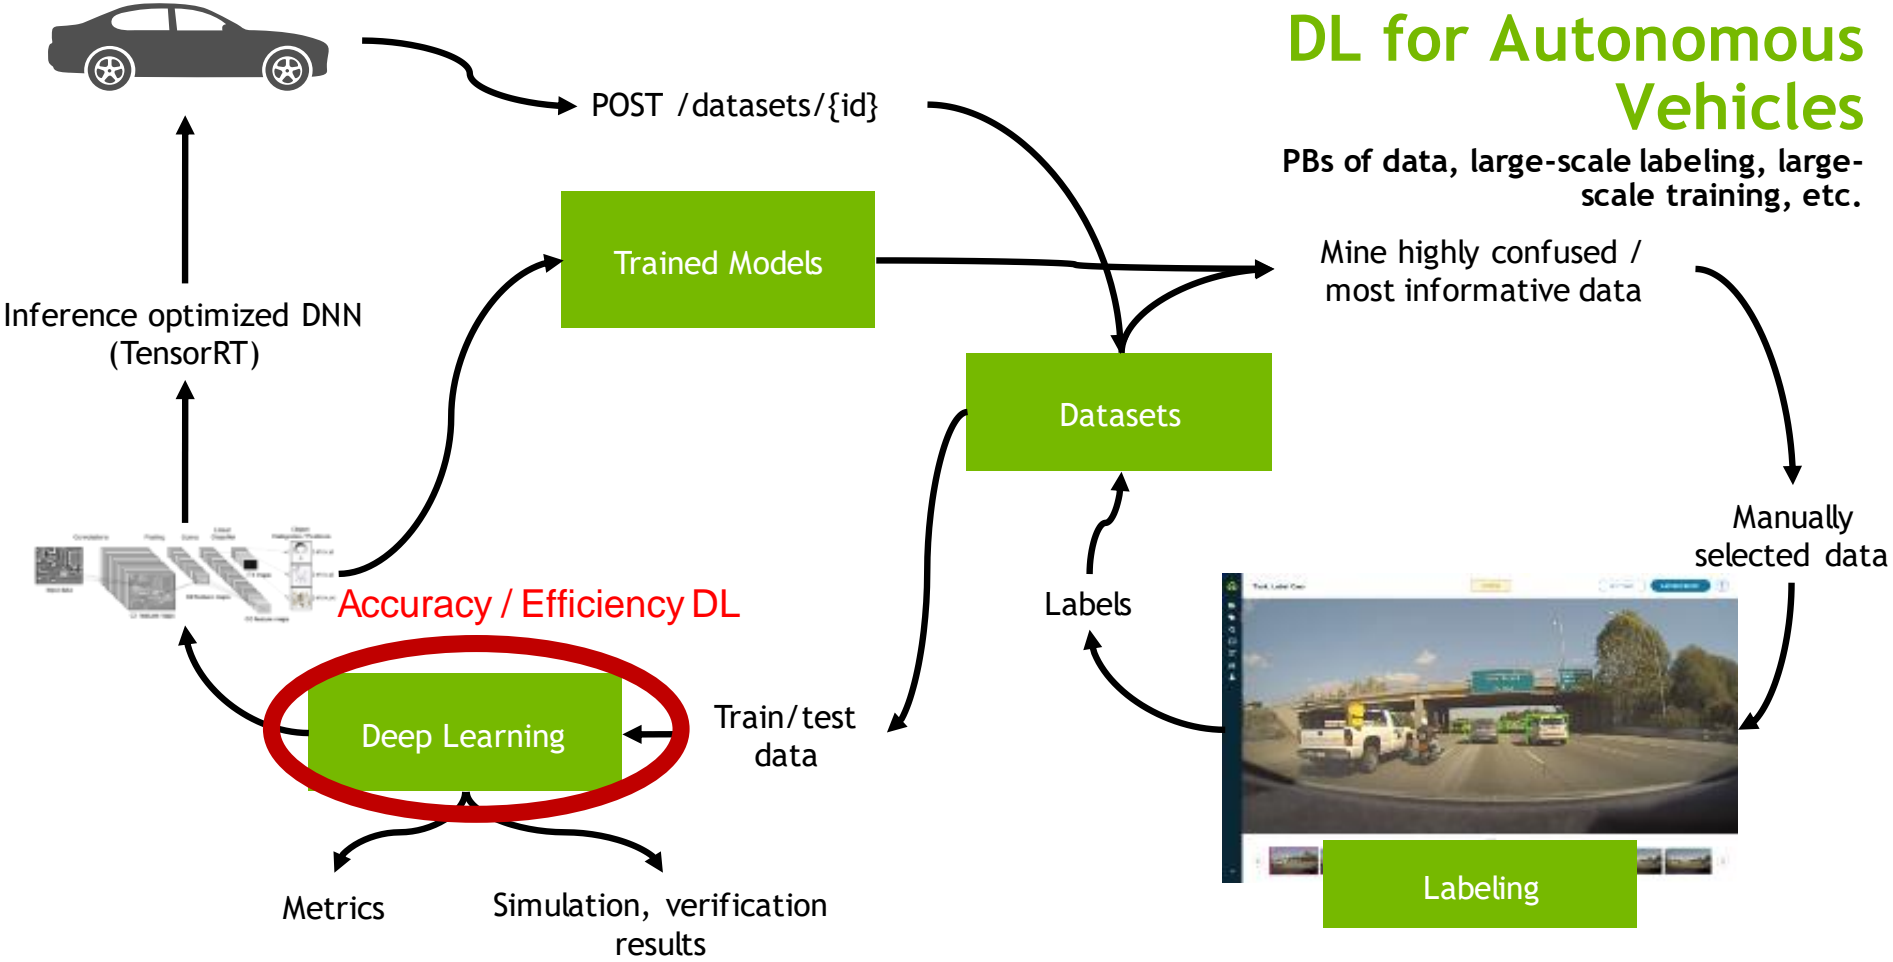 DL for Autonomous
Vehicles
PBs of data, large-scale labeling, large-
scale training, etc.
POST /datasets/{id}
Trained Models
Mine highly confused /
most informative data
Inference optimized DNN
(TensorRT)
Datasets
Manually
selected data
Accuracy / Efficiency DL
Labels
Deep Learning
Train/test
data
Metrics
Simulation, verification
results
Labeling